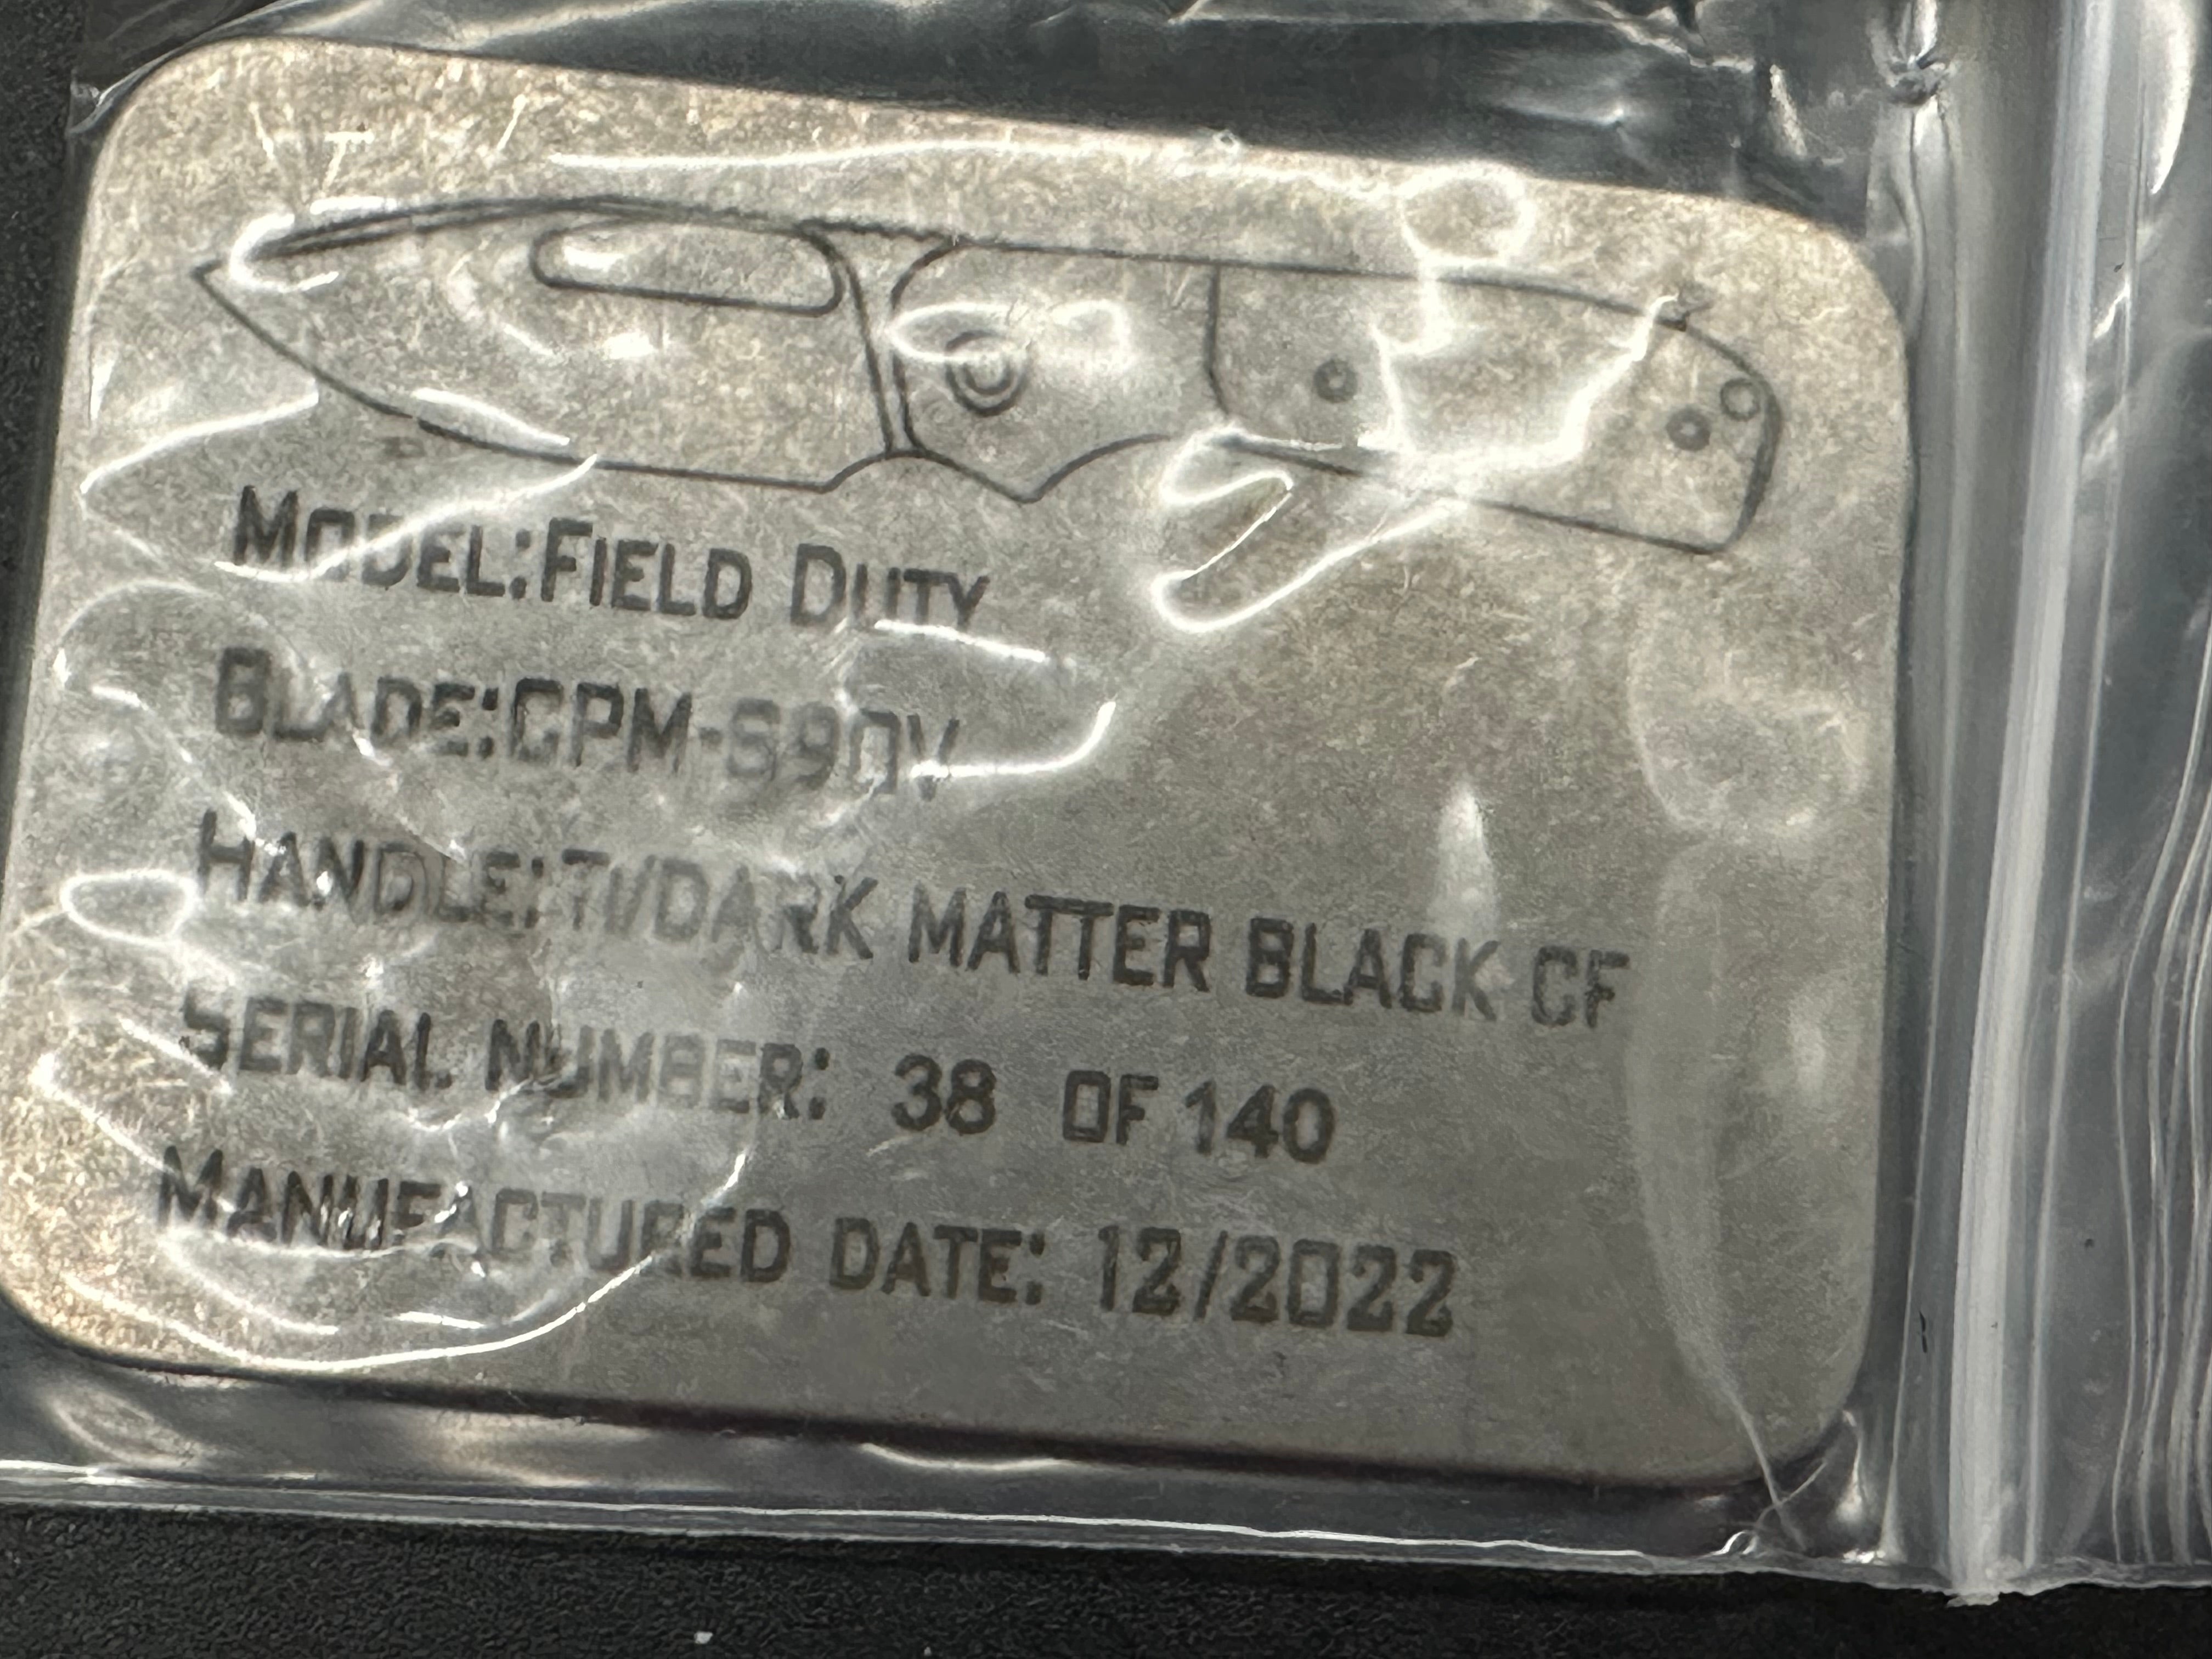 MODEL:FIELD DUTY
BLADE:CPM-S90V
HANDLE:TI/DARK MATTER BLACK CF
SERIAL NUMBER: 38 OF 140
MANUFACTURED DATE: 12/2022